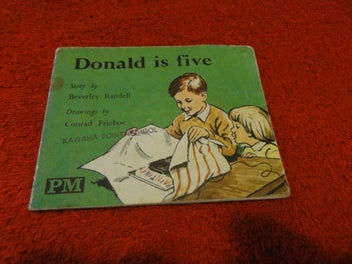 Donald is five
Story by
Beverley Randell
Drawings by
Conrad Frieboe
KAWAHA POINT SCHOOL
PM